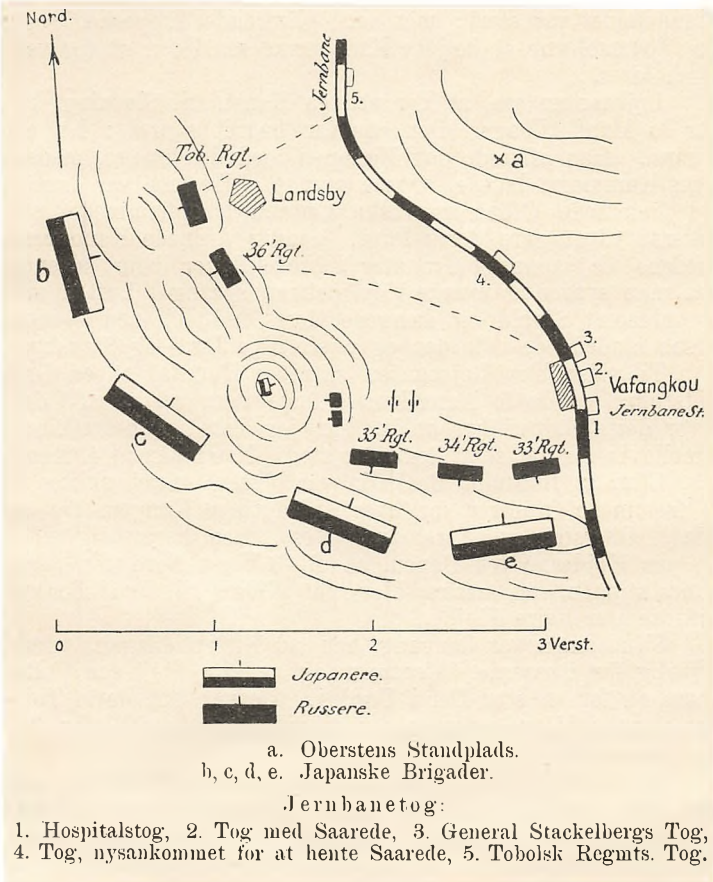 Nord.
Jernbane
5.
Tob. Rgt.
×a
Landsby
b
36'Rgt.
4.
3.
2.
Vafangkou
JernbaneSt.
1
c
35'Rgt.
34'Rgt.
33'Rgt.
d
e
0 1 2 3 Verst.
Japanere.
Russere.
a. Oberstens Standplads.
b, c, d, e. Japanske Brigader.
Jernbanetog:
1. Hospitalstog, 2. Tog med Saarede, 3. General Stackelbergs Tog,
4. Tog, nysankommet for at hente Saarede, 5. Tobolsk Regmts. Tog.